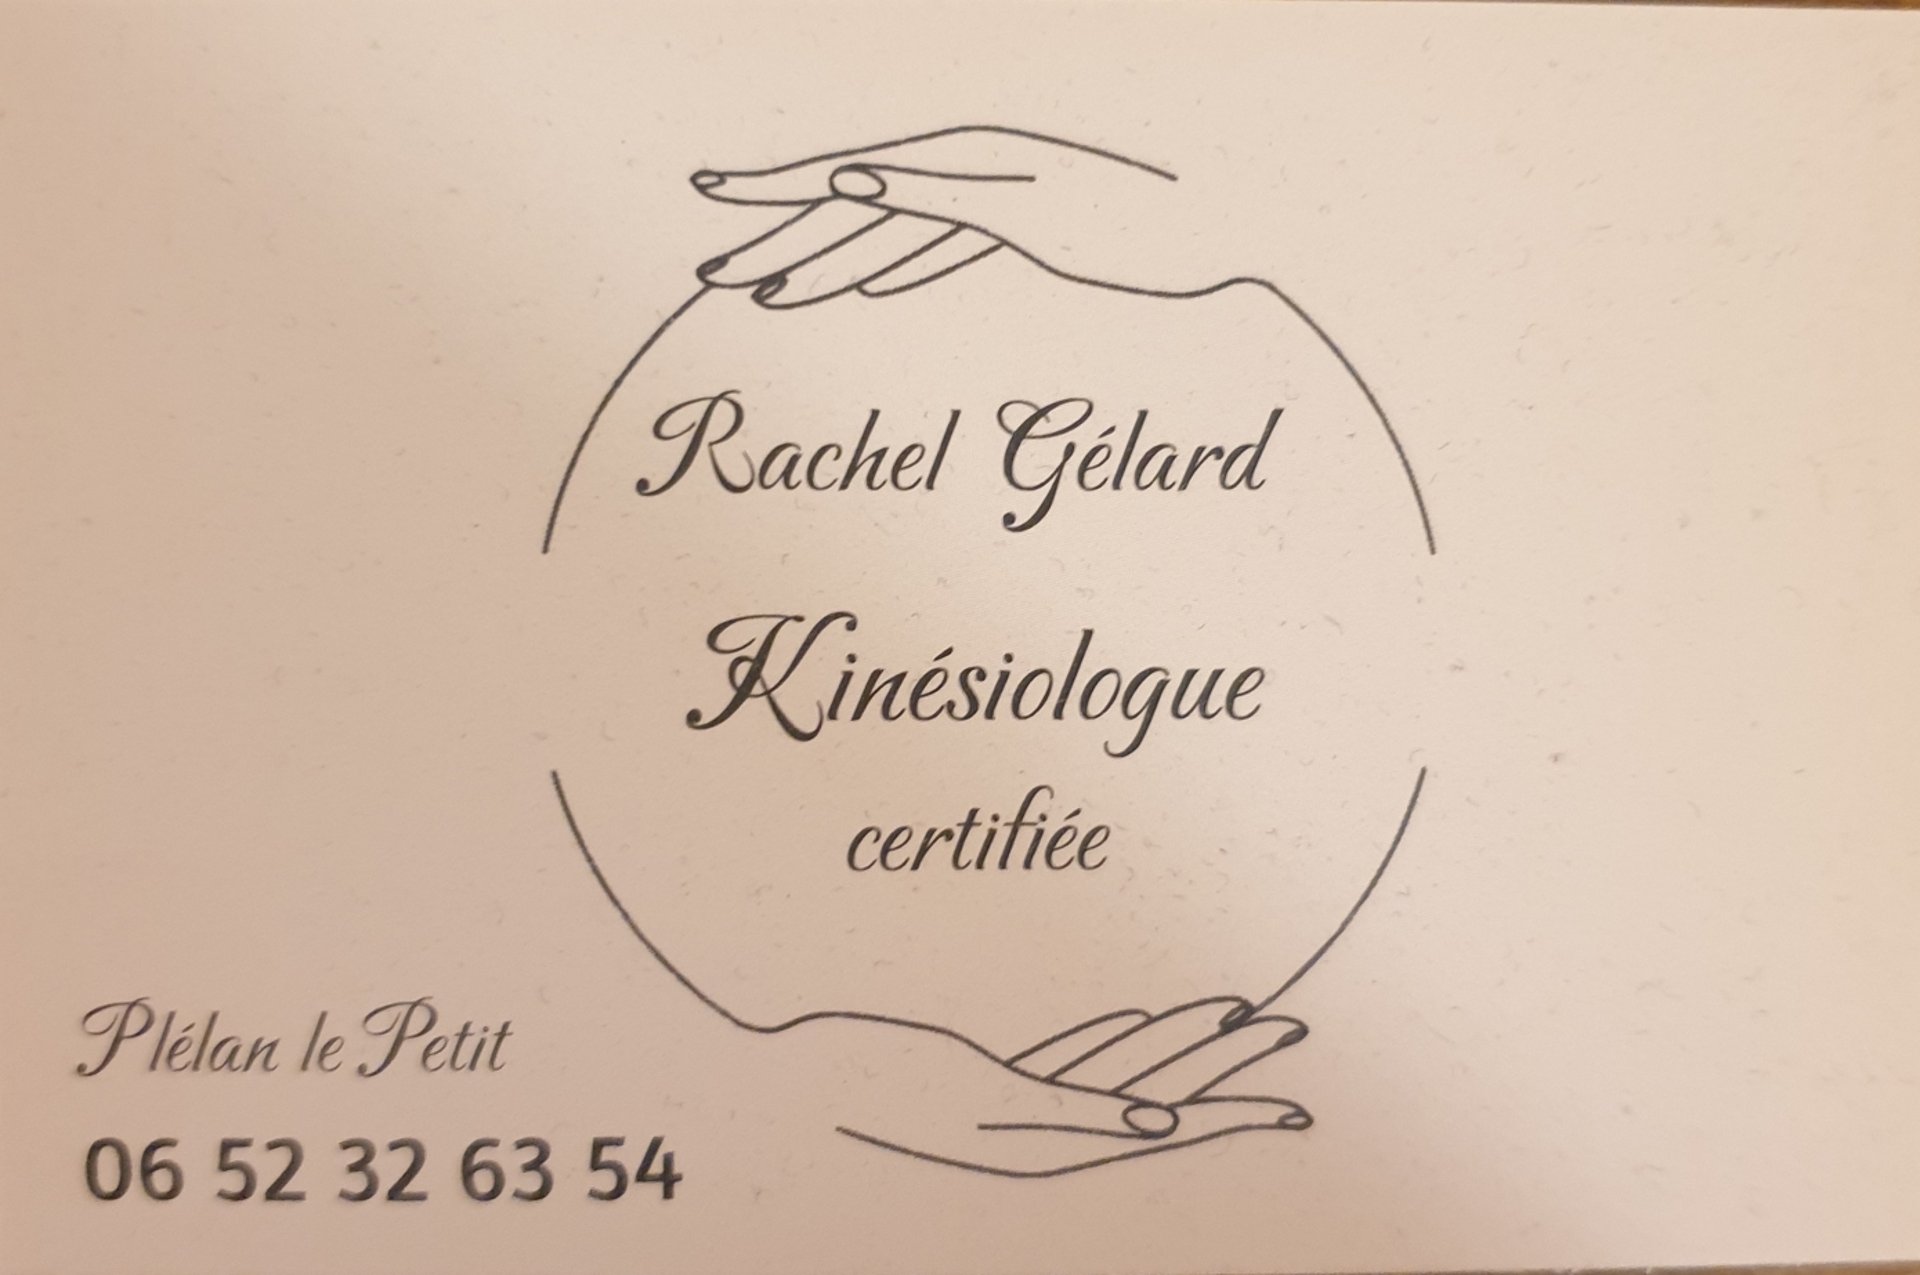 Rachel Gélard
Kinésiologue
certifiée
Plélan le Petit
06 52 32 63 54